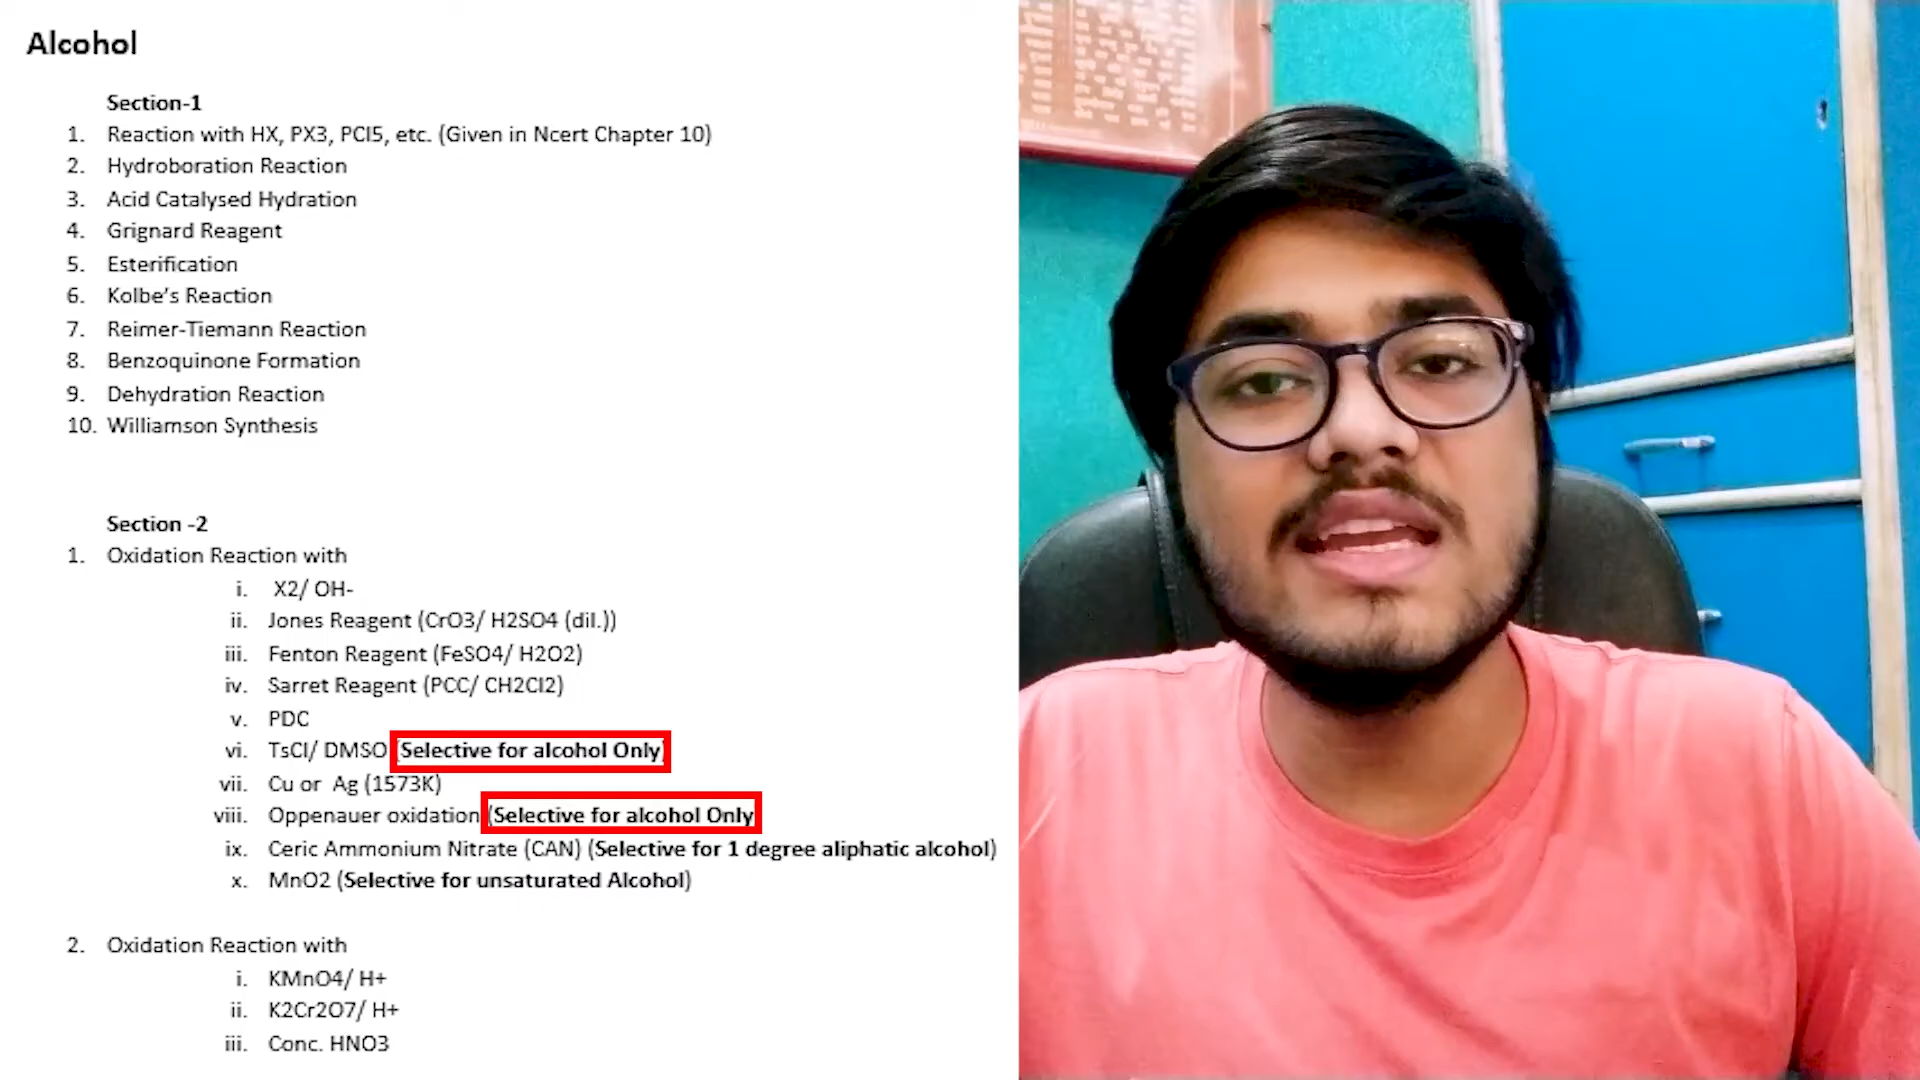 Alcohol
Section-1
1. Reaction with HX, PX3, PCl5, etc. (Given in Ncert Chapter 10)
2. Hydroboration Reaction
3. Acid Catalysed Hydration
4. Grignard Reagent
5. Esterification
6. Kolbe's Reaction
7. Reimer-Tiemann Reaction
8. Benzoquinone Formation
9. Dehydration Reaction
10. Williamson Synthesis
Section -2
1. Oxidation Reaction with
i. X2/ OH-
ii. Jones Reagent (CrO3/ H2SO4 (dil.))
iii. Fenton Reagent (FeSO4/ H2O2)
iv. Sarret Reagent (PCC/ CH2Cl2)
v. PDC
vi. TsCl/ DMSO (Selective for alcohol Only)
vii. Cu or Ag (1573K)
viii. Oppenauer oxidation (Selective for alcohol Only
ix. Ceric Ammonium Nitrate (CAN) (Selective for 1 degree aliphatic alcohol)
x. MnO2 (Selective for unsaturated Alcohol)
2. Oxidation Reaction with
i. KMnO4/ H+
ii. K2Cr2O7/ H+
iii. Conc. HNO3